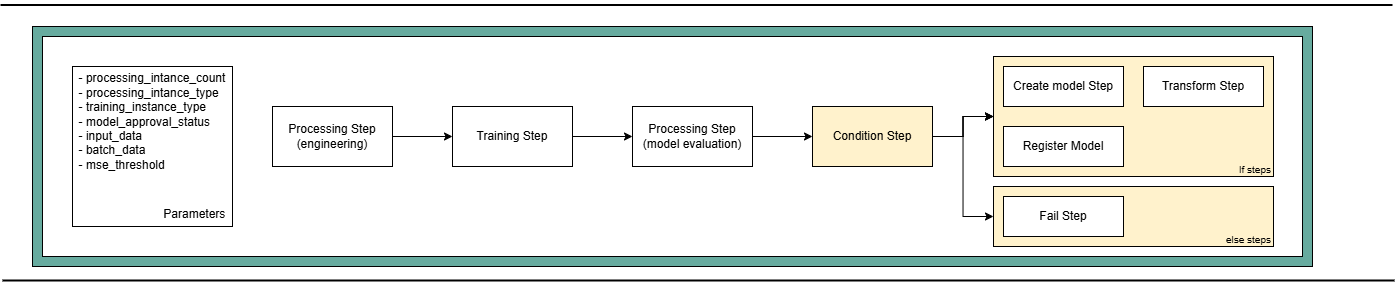 - processing_intance_count
- processing_intance_type
- training_instance_type
- model_approval_status
- input_data
- batch_data
- mse_threshold
Parameters
Processing Step
(engineering)
Training Step
Processing Step
(model evaluation)
Condition Step
Create model Step
Transform Step
Register Model
If steps
Fail Step
else steps